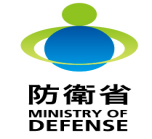 防衛省
MINISTRY OF
DEFENSE